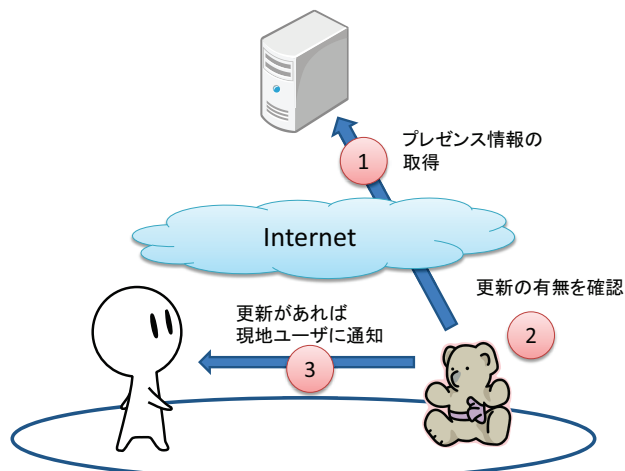 プレゼンス情報の
取得
1
Internet
更新の有無を確認
2
更新があれば
現地ユーザに通知
3